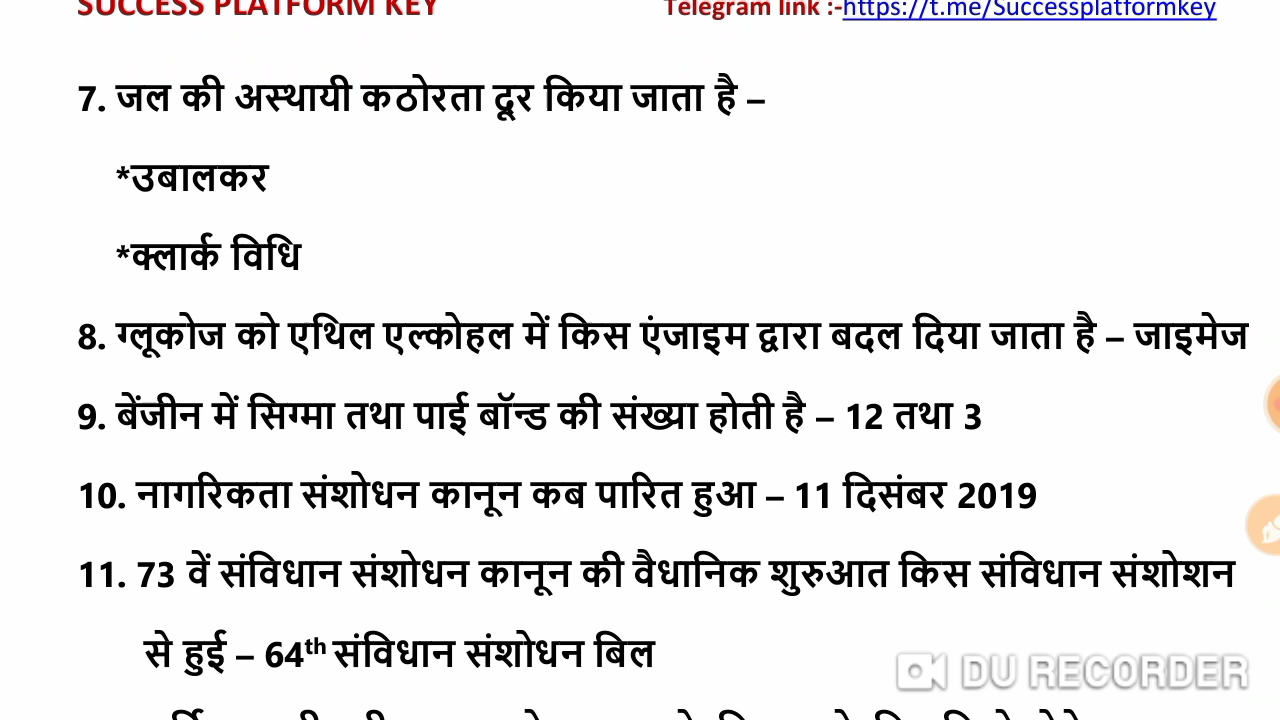 SUCCESS PLATFORM KEY Telegram link :-https://t.me/Successplatformkey
7. जल की अस्थायी कठोरता दूर किया जाता है –
*उबालकर
*क्लार्क विधि
8. ग्लूकोज को एथिल एल्कोहल में किस एंजाइम द्वारा बदल दिया जाता है – जाइमेज
9. बेंजीन में सिग्मा तथा पाई बॉन्ड की संख्या होती है – 12 तथा 3
10. नागरिकता संशोधन कानून कब पारित हुआ – 11 दिसंबर 2019
11. 73 वें संविधान संशोधन कानून की वैधानिक शुरुआत किस संविधान संशोशन
से हुई – 64th संविधान संशोधन बिल
DU RECORDER